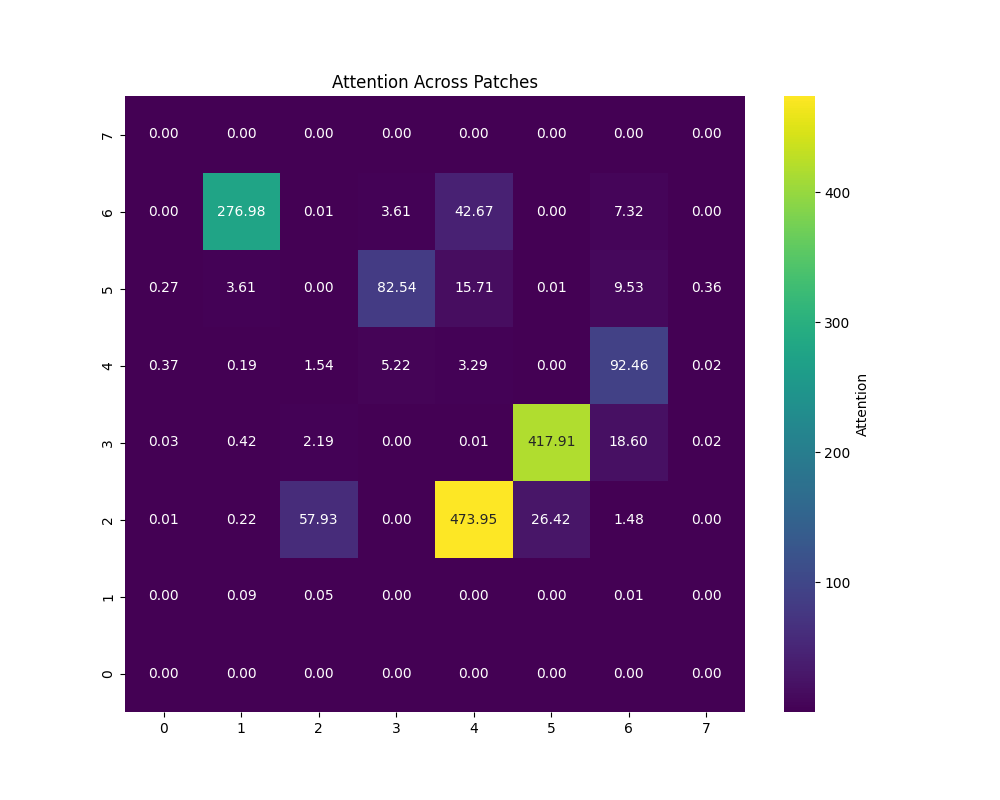 Attention Across Patches
7 0.00 0.00 0.00 0.00 0.00 0.00 0.00 0.00
6 0.00 276.98 0.01 3.61 42.67 0.00 7.32 0.00
5 0.27 3.61 0.00 82.54 15.71 0.01 9.53 0.36
4 0.37 0.19 1.54 5.22 3.29 0.00 92.46 0.02
3 0.03 0.42 2.19 0.00 0.01 417.91 18.60 0.02
2 0.01 0.22 57.93 0.00 473.95 26.42 1.48 0.00
1 0.00 0.09 0.05 0.00 0.00 0.00 0.01 0.00
0 0.00 0.00 0.00 0.00 0.00 0.00 0.00 0.00
0 1 2 3 4 5 6 7
400
300
200
100
Attention